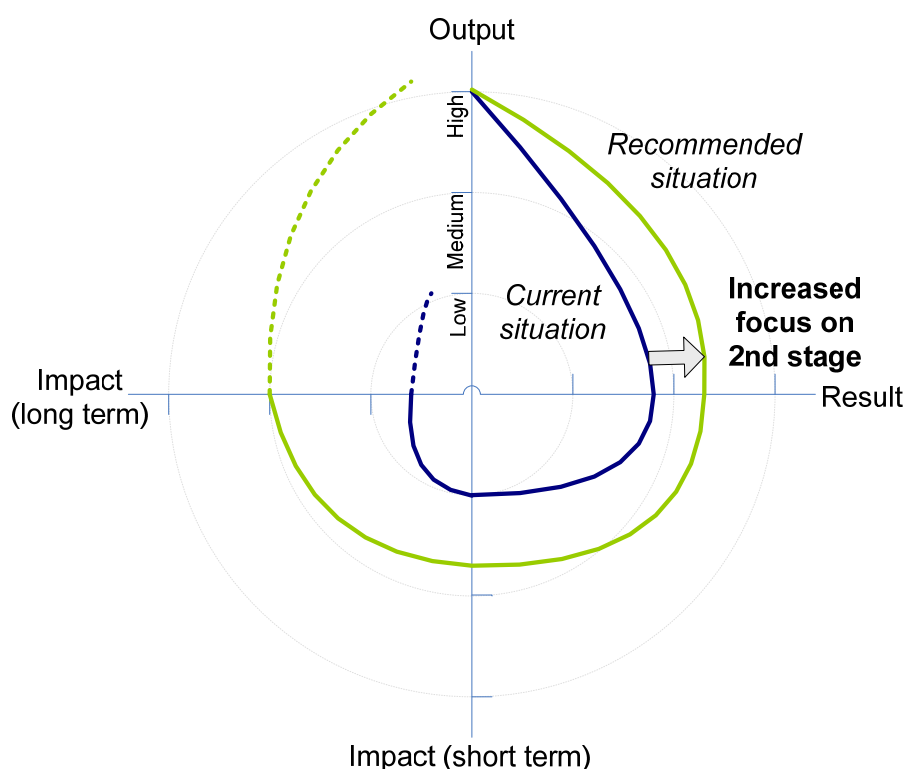 Output
High
Medium
Low
Recommended
situation
Current
situation
Increased
focus on
2nd stage
Impact
(long term)
Result
Impact (short term)